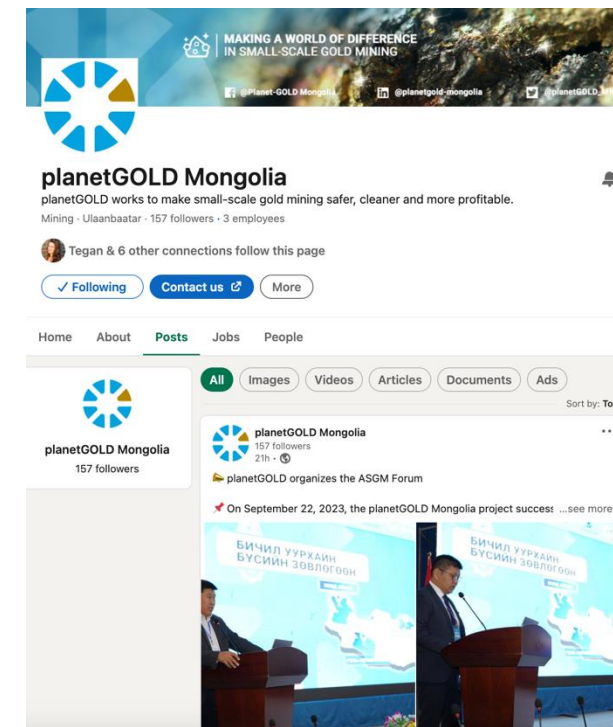 MAKING A WORLD OF DIFFERENCE
IN SMALL-SCALE GOLD MINING
@Planet-GOLD Mongolia
@planetgold-mongolia
planetGOLD Mongolia
planetGOLD works to make small-scale gold mining safer, cleaner and more profitable.
Mining · Ulaanbaatar · 157 followers · 3 employees
Tegan & 6 other connections follow this page
✓ Following
Contact us
More
Home About Posts Jobs People
All Images Videos Articles Documents Ads
Sort by:
planetGOLD Mongolia
157 followers
planetGOLD Mongolia
157 followers
21h •
planetGOLD organizes the ASGM Forum
On September 22, 2023, the planetGOLD Mongolia project success ...see more
БИЧИЛ УУРХАЙН
БҮСИЙН ЗӨВЛӨГӨӨН
БИЧИЛ УУРХАЙН
БҮСИЙН ЗӨВЛӨГӨӨН